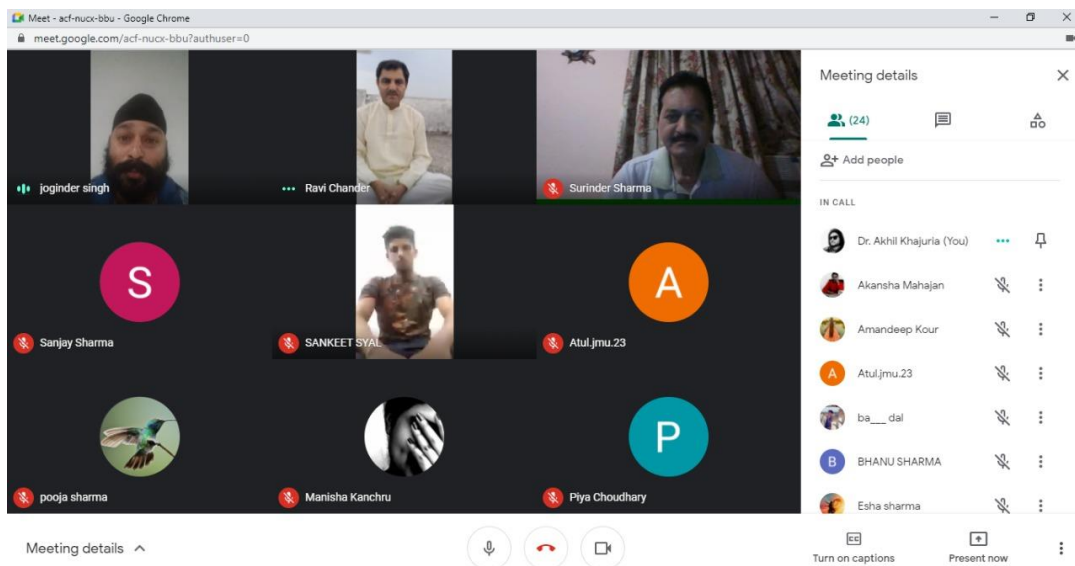 Meet - acf-nucx-bbu - Google Chrome
meet.google.com/acf-nucx-bbu?authuser=0
joginder singh
Ravi Chander
Surinder Sharma
S
Sanjay Sharma
SANKEET SYAL
A
Atul.jmu.23
pooja sharma
Manisha Kanchru
P
Piya Choudhary
Meeting details
(24)
Add people
IN CALL
Dr. Akhil Khajuria (You)
Akansha Mahajan
Amandeep Kour
A
Atul.jmu.23
ba___ dal
B
BHANU SHARMA
Esha sharma
Meeting details
CC
Turn on captions
Present now